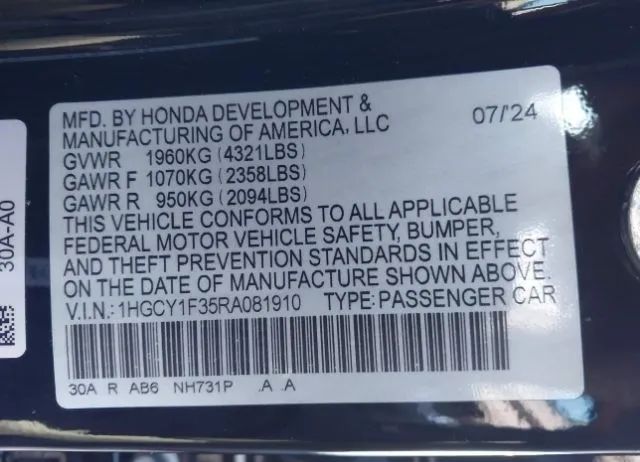 MFD. BY HONDA DEVELOPMENT &
MANUFACTURING OF AMERICA, LLC 07/24
GVWR 1960KG (4321LBS)
GAWR F 1070KG (2358LBS)
GAWR R 950KG (2094LBS)
THIS VEHICLE CONFORMS TO ALL APPLICABLE
FEDERAL MOTOR VEHICLE SAFETY, BUMPER,
AND THEFT PREVENTION STANDARDS IN EFFECT
ON THE DATE OF MANUFACTURE SHOWN ABOVE.
V.I.N.: 1HGCY1F35RA081910 TYPE: PASSENGER CAR
30A R AB6 NH731P .A .A
30A-A0